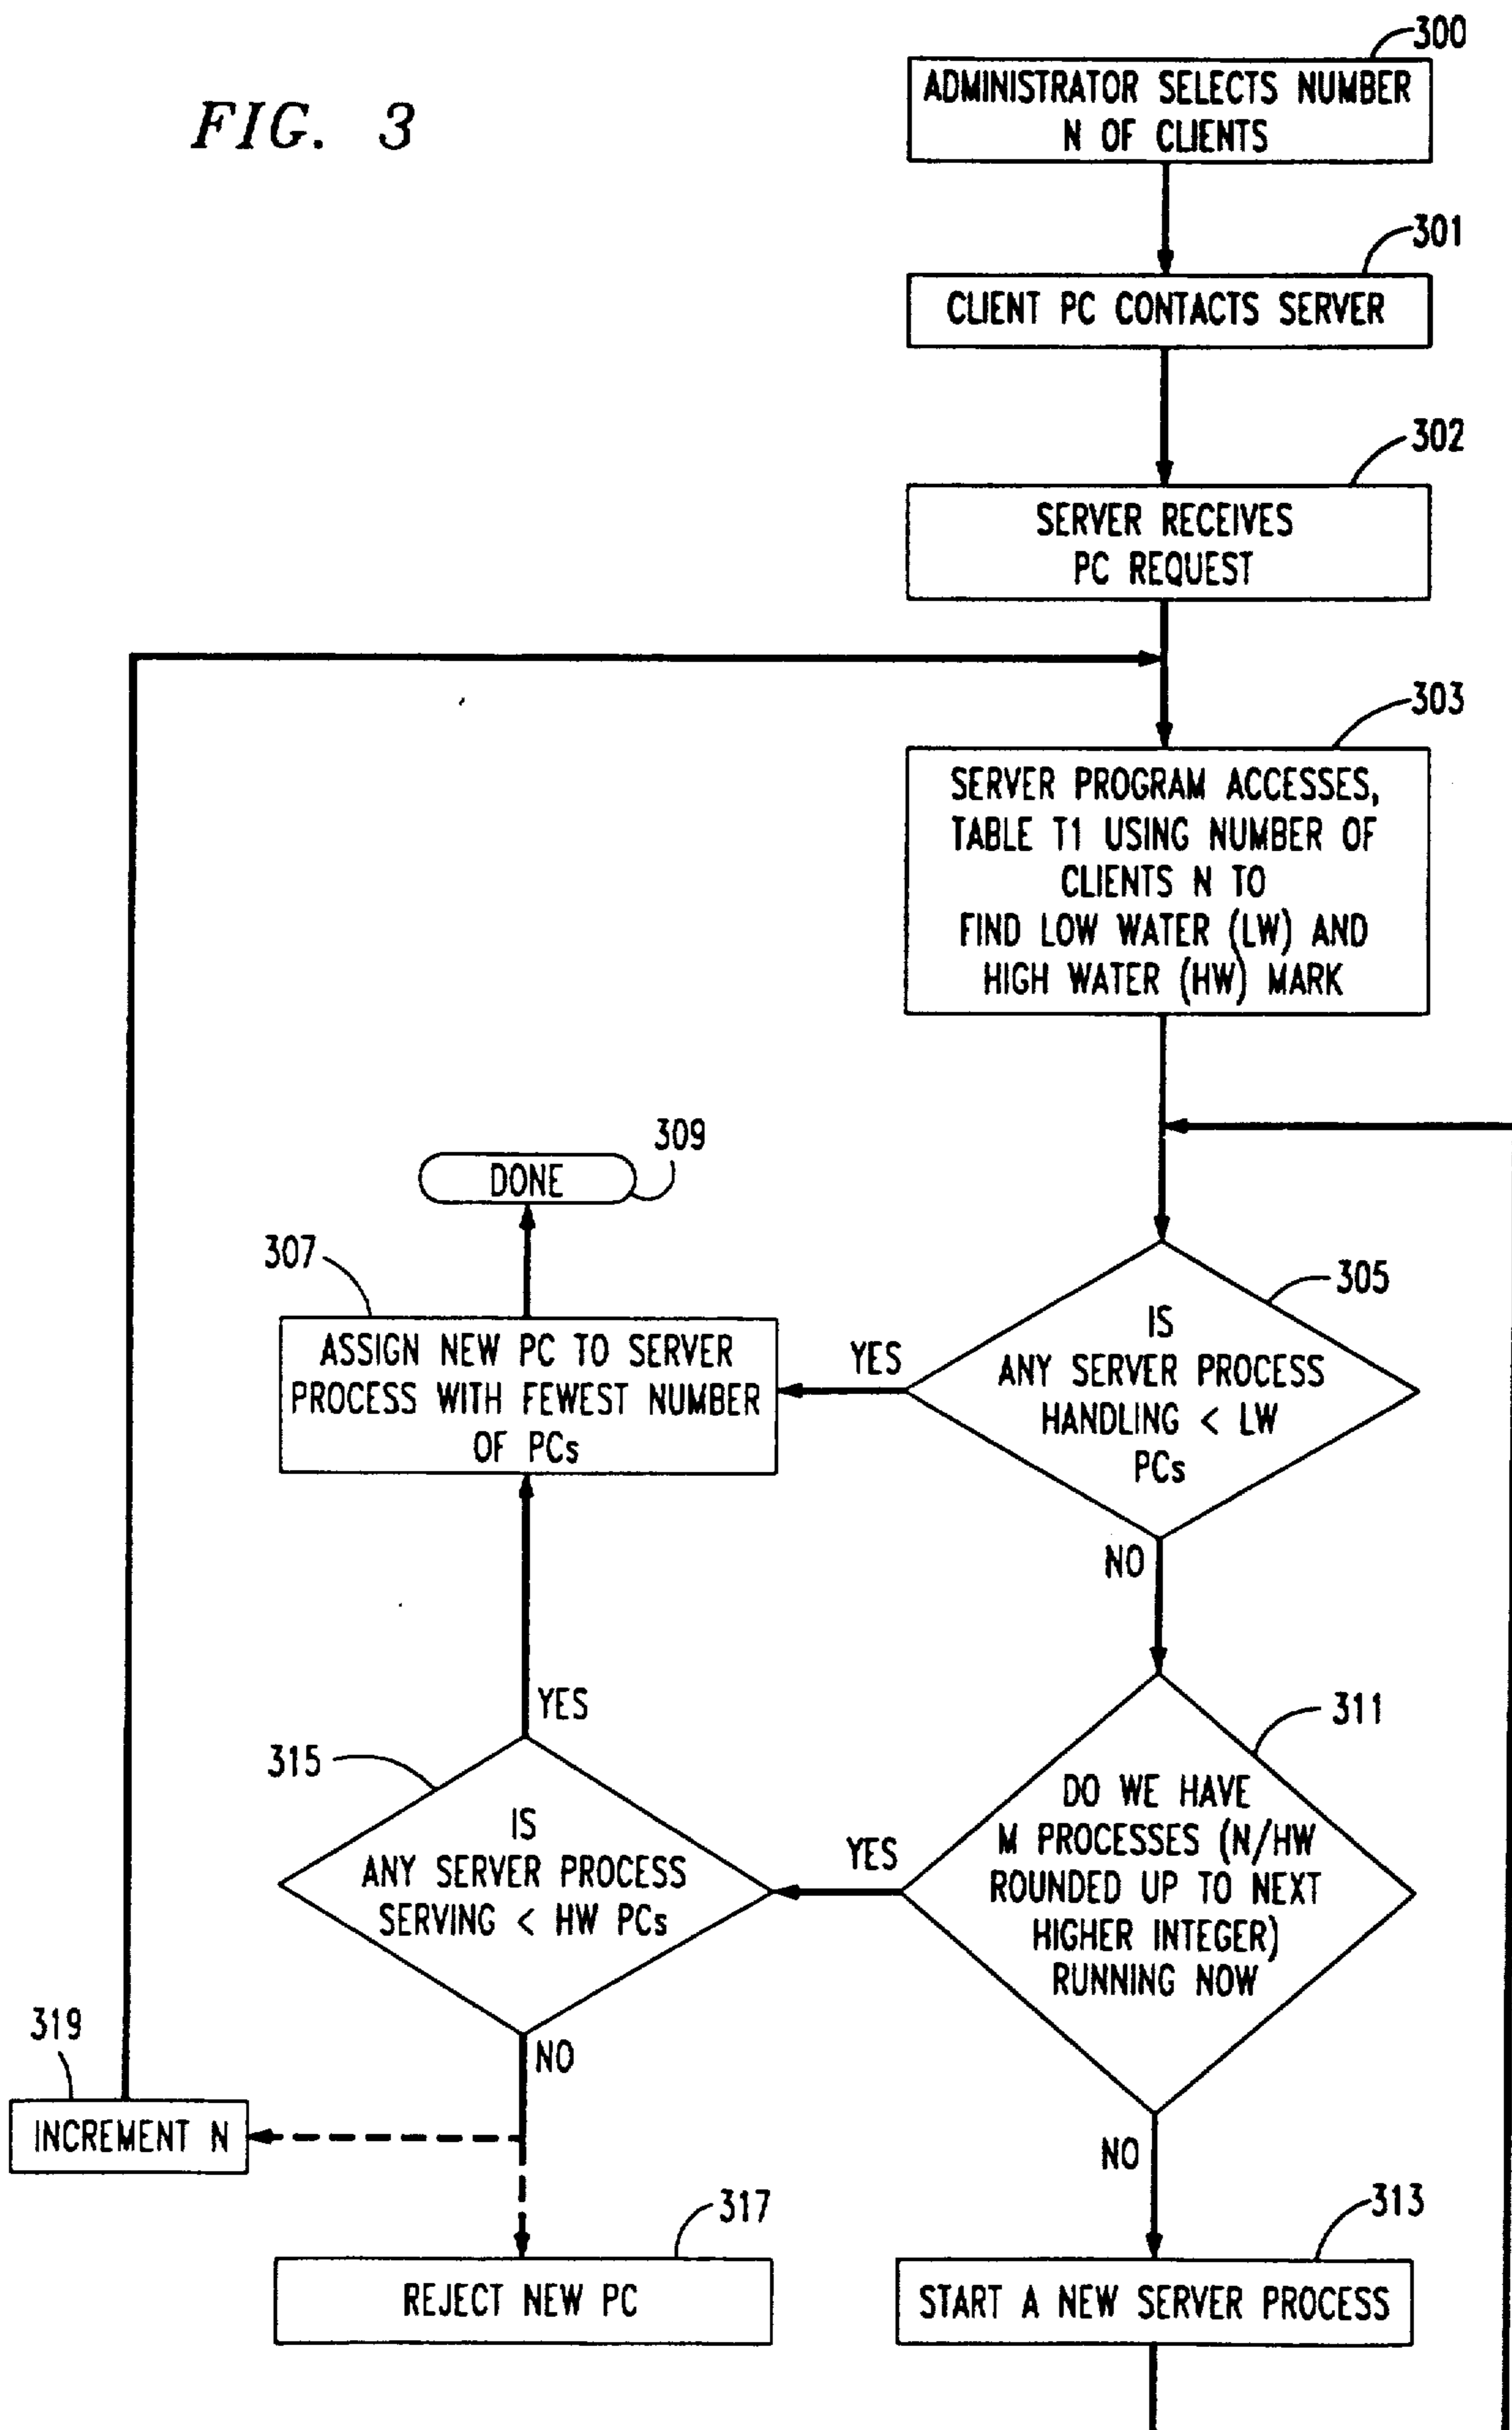 FIG. 3
300
ADMINISTRATOR SELECTS NUMBER
N OF CLIENTS
301
CLIENT PC CONTACTS SERVER
302
SERVER RECEIVES
PC REQUEST
303
SERVER PROGRAM ACCESSES,
TABLE T1 USING NUMBER OF
CLIENTS N TO
FIND LOW WATER (LW) AND
HIGH WATER (HW) MARK
309
DONE
307
ASSIGN NEW PC TO SERVER
PROCESS WITH FEWEST NUMBER
OF PCs
YES
305
IS
ANY SERVER PROCESS
HANDLING < LW
PCs
NO
311
DO WE HAVE
M PROCESSES (N/HW
ROUNDED UP TO NEXT
HIGHER INTEGER)
RUNNING NOW
YES
YES
315
IS
ANY SERVER PROCESS
SERVING < HW PCs
NO
319
INCREMENT N
317
REJECT NEW PC
NO
313
START A NEW SERVER PROCESS